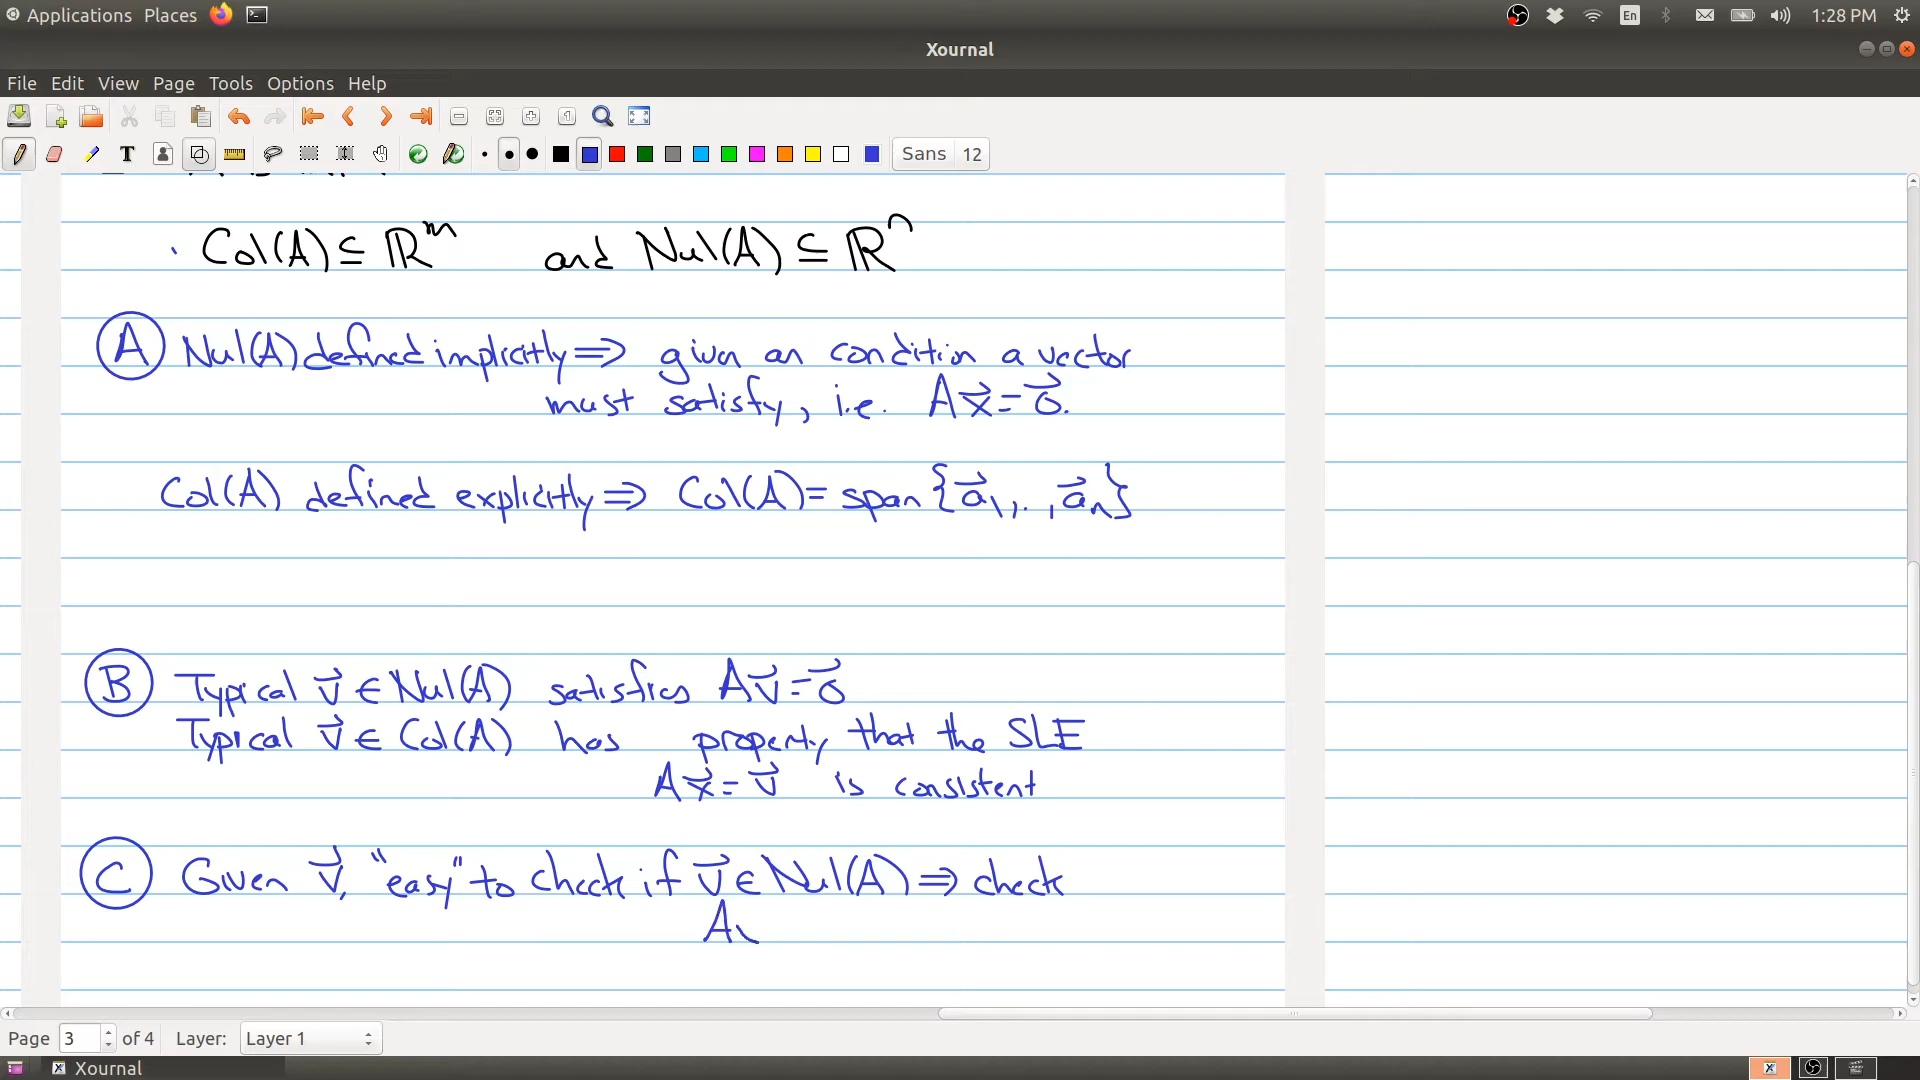 Applications Places En 1:28 PM
Xournal
File Edit View Page Tools Options Help
Sans 12
Col(A) ⊆ ℝᵐ and Nul(A) ⊆ ℝⁿ
Ⓐ Nul(A) defined implicitly ⇒ given an condition a vector
must satisfy, i.e. Ax⃗ = 0⃗.
Col(A) defined explicitly ⇒ Col(A) = span {a⃗₁, .., a⃗ₙ}
Ⓑ Typical v⃗ ∈ Nul(A) satisfies Av⃗ = 0⃗
Typical v⃗ ∈ Col(A) has property that the SLE
Ax⃗ = v⃗ is consistent
Ⓒ Given v⃗, "easy" to check if v⃗ ∈ Nul(A) ⇒ check
A
Page 3 of 4 Layer: Layer 1
Xournal